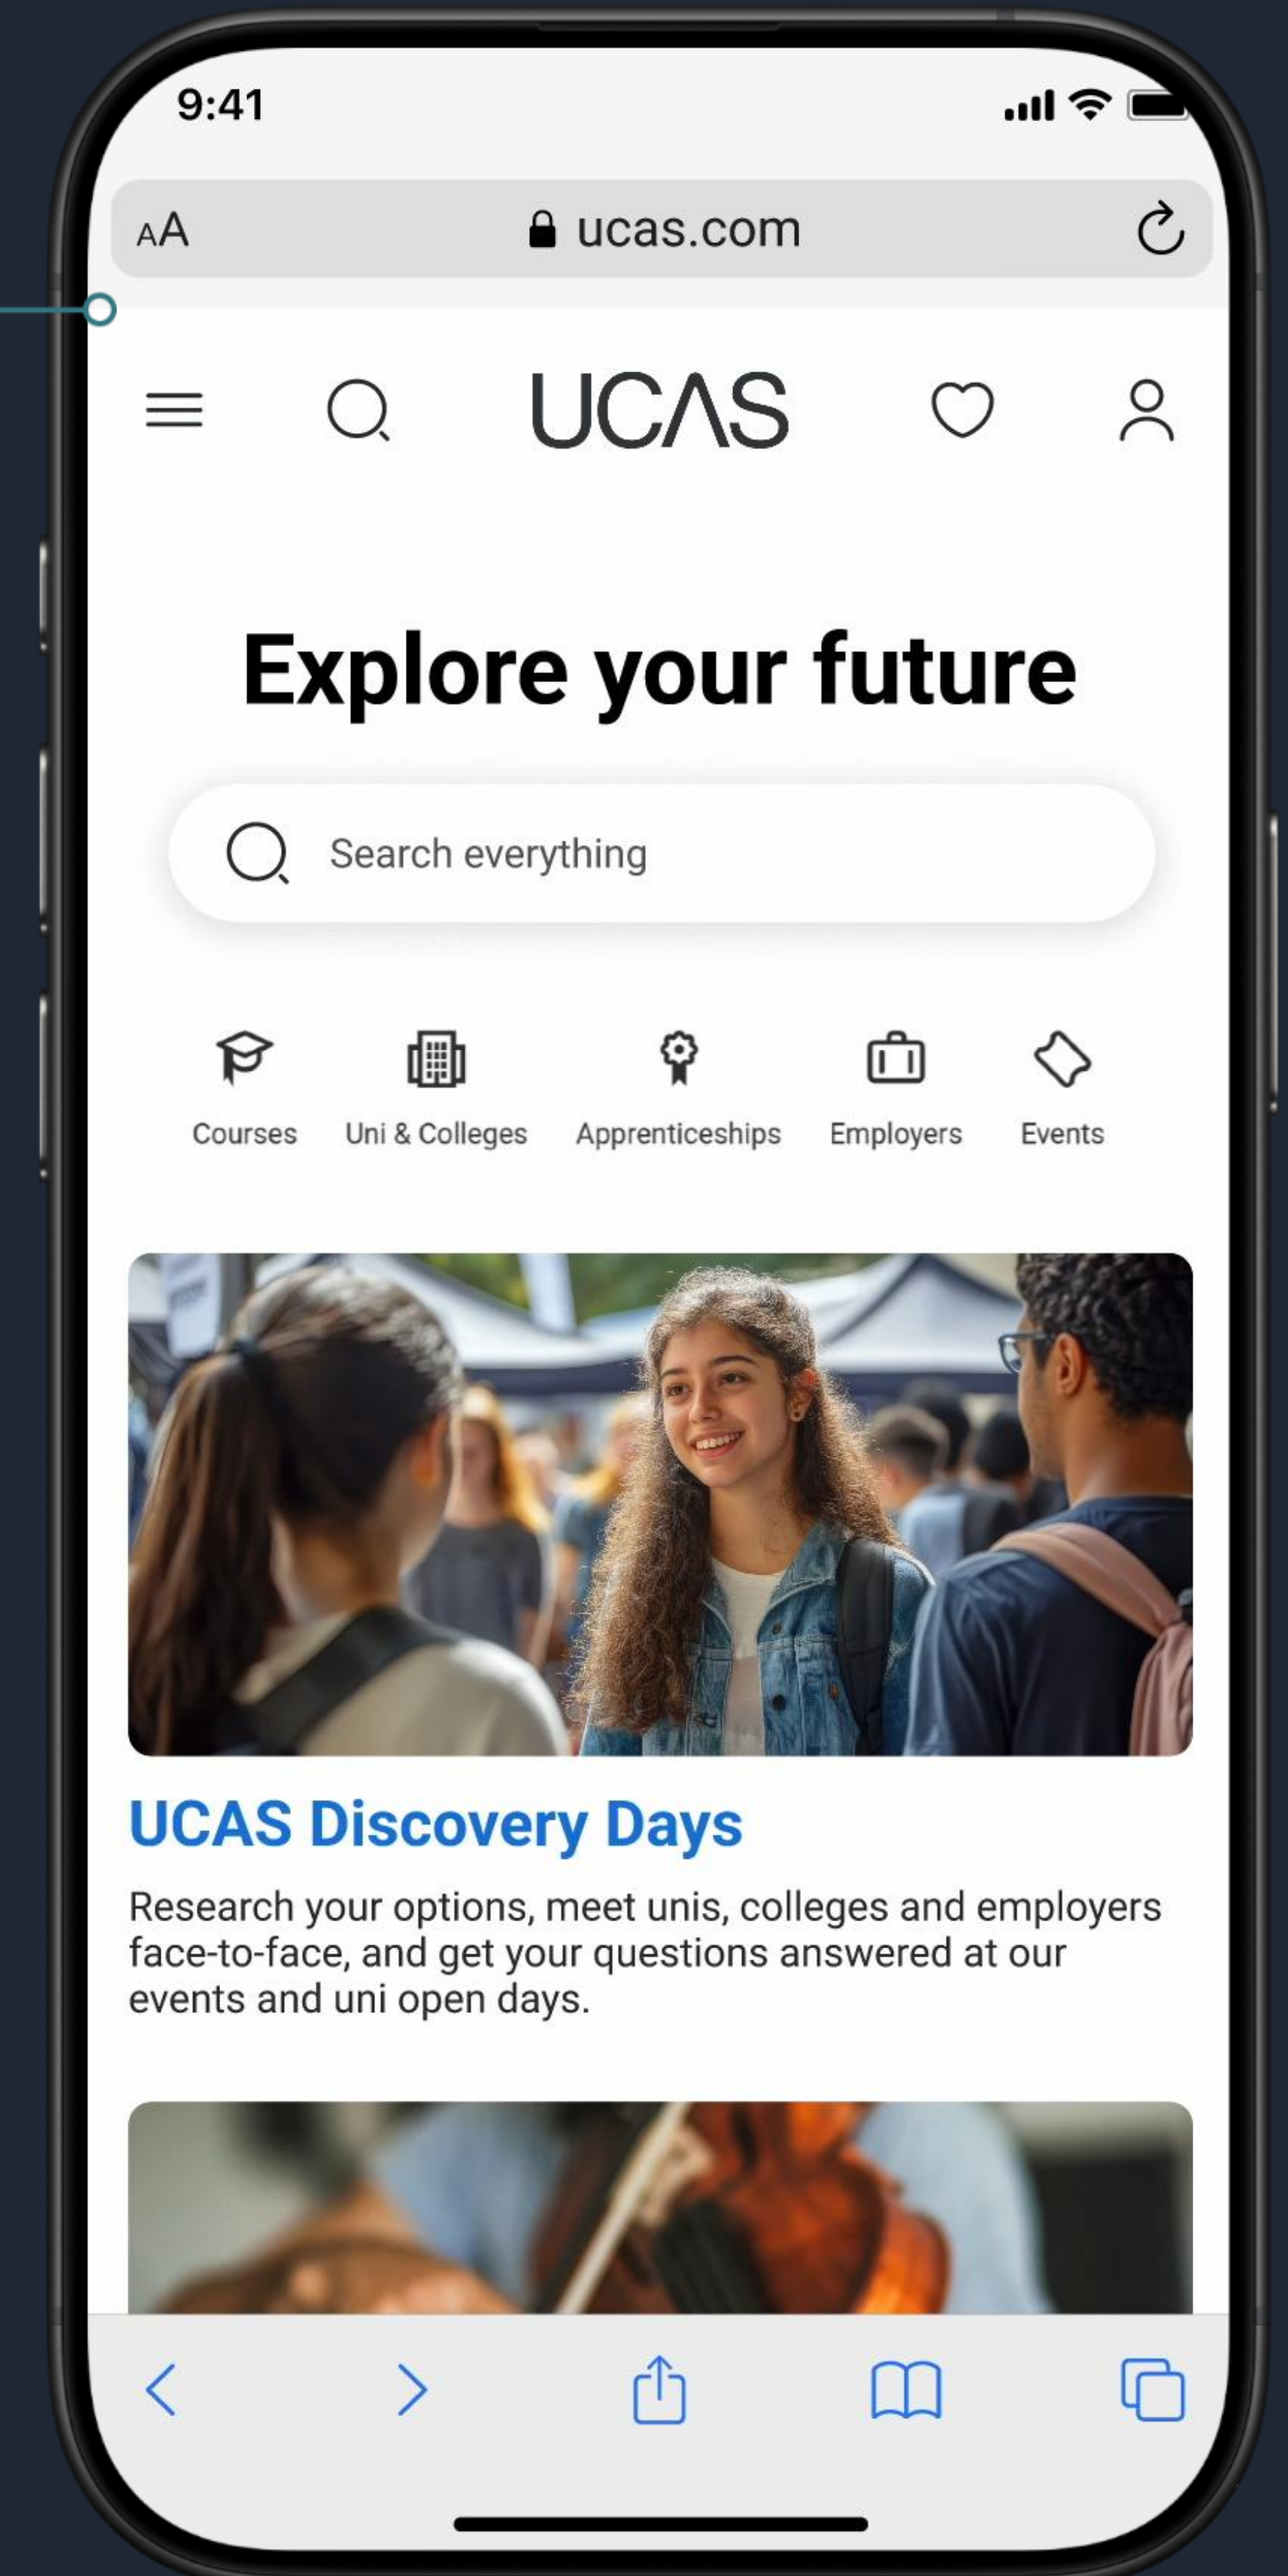 9:41
AA ucas.com
UCAS
Explore your future
Search everything
Courses Uni & Colleges Apprenticeships Employers Events
UCAS Discovery Days
Research your options, meet unis, colleges and employers
face-to-face, and get your questions answered at our
events and uni open days.